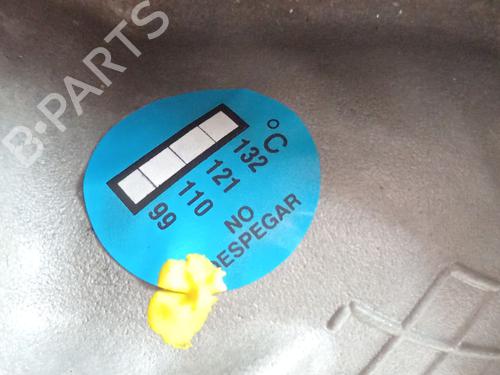 B-PARTS
°C
132
121
110
99
NO
DESPEGAR